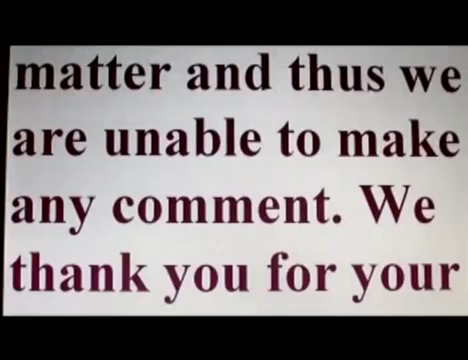 matter and thus we
are unable to make
any comment. We
thank you for your